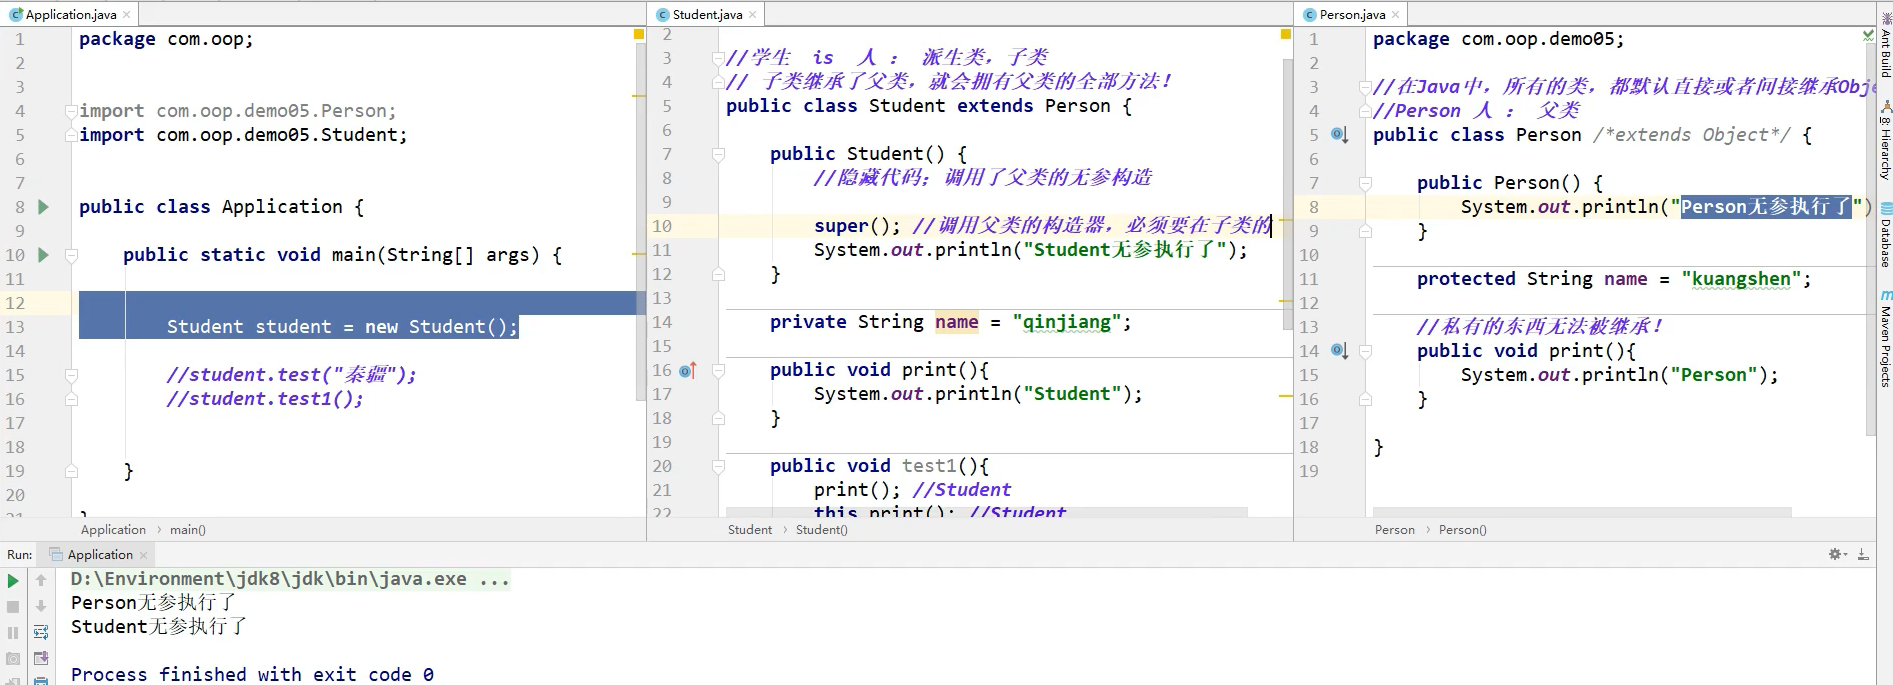 Application.java
1 package com.oop;
2
3
4 import com.oop.demo05.Person;
5 import com.oop.demo05.Student;
6
7
8 public class Application {
9
10 public static void main(String[] args) {
11
12
13 Student student = new Student();
14
15 //student.test("秦疆");
16 //student.test1();
17
18
19 }
20
Application > main()
Student.java
2
3 //学生 is 人 : 派生类，子类
4 // 子类继承了父类，就会拥有父类的全部方法！
5 public class Student extends Person {
6
7 public Student() {
8 //隐藏代码；调用了父类的无参构造
9
10 super(); //调用父类的构造器，必须要在子类的
11 System.out.println("Student无参执行了");
12 }
13
14 private String name = "qinjiang";
15
16 public void print(){
17 System.out.println("Student");
18 }
19
20 public void test1(){
21 print(); //Student
22 this.print(); //Student
Student > Student()
Person.java
1 package com.oop.demo05;
2
3 //在Java中，所有的类，都默认直接或者间接继承Obje
4 //Person 人 : 父类
5 public class Person /*extends Object*/ {
6
7 public Person() {
8 System.out.println("Person无参执行了")
9 }
10
11 protected String name = "kuangshen";
12
13 //私有的东西无法被继承！
14 public void print(){
15 System.out.println("Person");
16 }
17
18 }
19
Person > Person()
Ant Build
8: Hierarchy
Database
m Maven Projects
Run: Application
D:\Environment\jdk8\jdk\bin\java.exe ...
Person无参执行了
Student无参执行了
Process finished with exit code 0